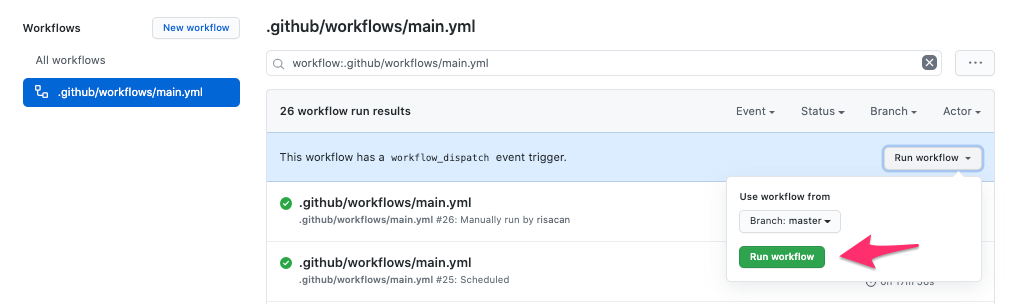 Workflows
New workflow
All workflows
.github/workflows/main.yml
.github/workflows/main.yml
workflow:.github/workflows/main.yml
26 workflow run results
Event
Status
Branch
Actor
This workflow has a workflow_dispatch event trigger.
Run workflow
Use workflow from
Branch: master
Run workflow
.github/workflows/main.yml
.github/workflows/main.yml #26: Manually run by risacan
.github/workflows/main.yml
.github/workflows/main.yml #25: Scheduled